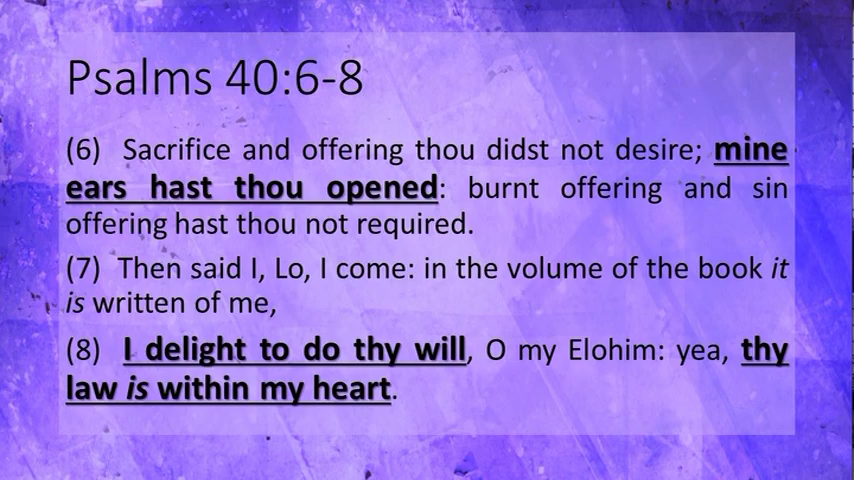 Psalms 40:6-8
(6) Sacrifice and offering thou didst not desire; mine
ears hast thou opened: burnt offering and sin
offering hast thou not required.
(7) Then said I, Lo, I come: in the volume of the book it
is written of me,
(8) I delight to do thy will, O my Elohim: yea, thy
law is within my heart.